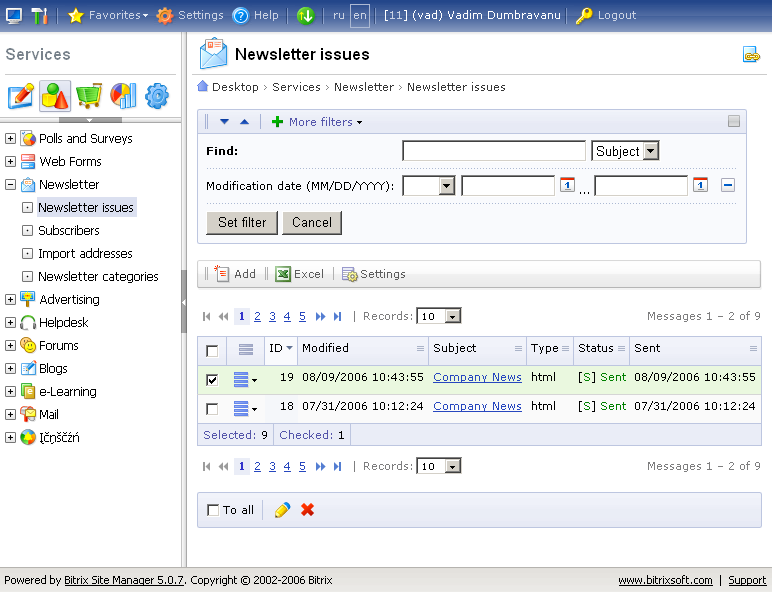 Favorites Settings Help ru en [11] (vad) Vadim Dumbravanu Logout
Services
Newsletter issues
Desktop › Services › Newsletter › Newsletter issues
Polls and Surveys
Web Forms
Newsletter
Newsletter issues
Subscribers
Import addresses
Newsletter categories
Advertising
Helpdesk
Forums
Blogs
e-Learning
Mail
Įčņščźń
More filters
Find: Subject
Modification date (MM/DD/YYYY): 1 ... 1
Set filter Cancel
Add Excel Settings
1 2 3 4 5 | Records: 10 Messages 1 - 2 of 9
ID Modified Subject Type Status Sent
19 08/09/2006 10:43:55 Company News html [S] Sent 08/09/2006 10:43:55
18 07/31/2006 10:12:24 Company News html [S] Sent 07/31/2006 10:12:24
Selected: 9 Checked: 1
1 2 3 4 5 | Records: 10 Messages 1 - 2 of 9
To all
Powered by Bitrix Site Manager 5.0.7. Copyright © 2002-2006 Bitrix www.bitrixsoft.com | Support